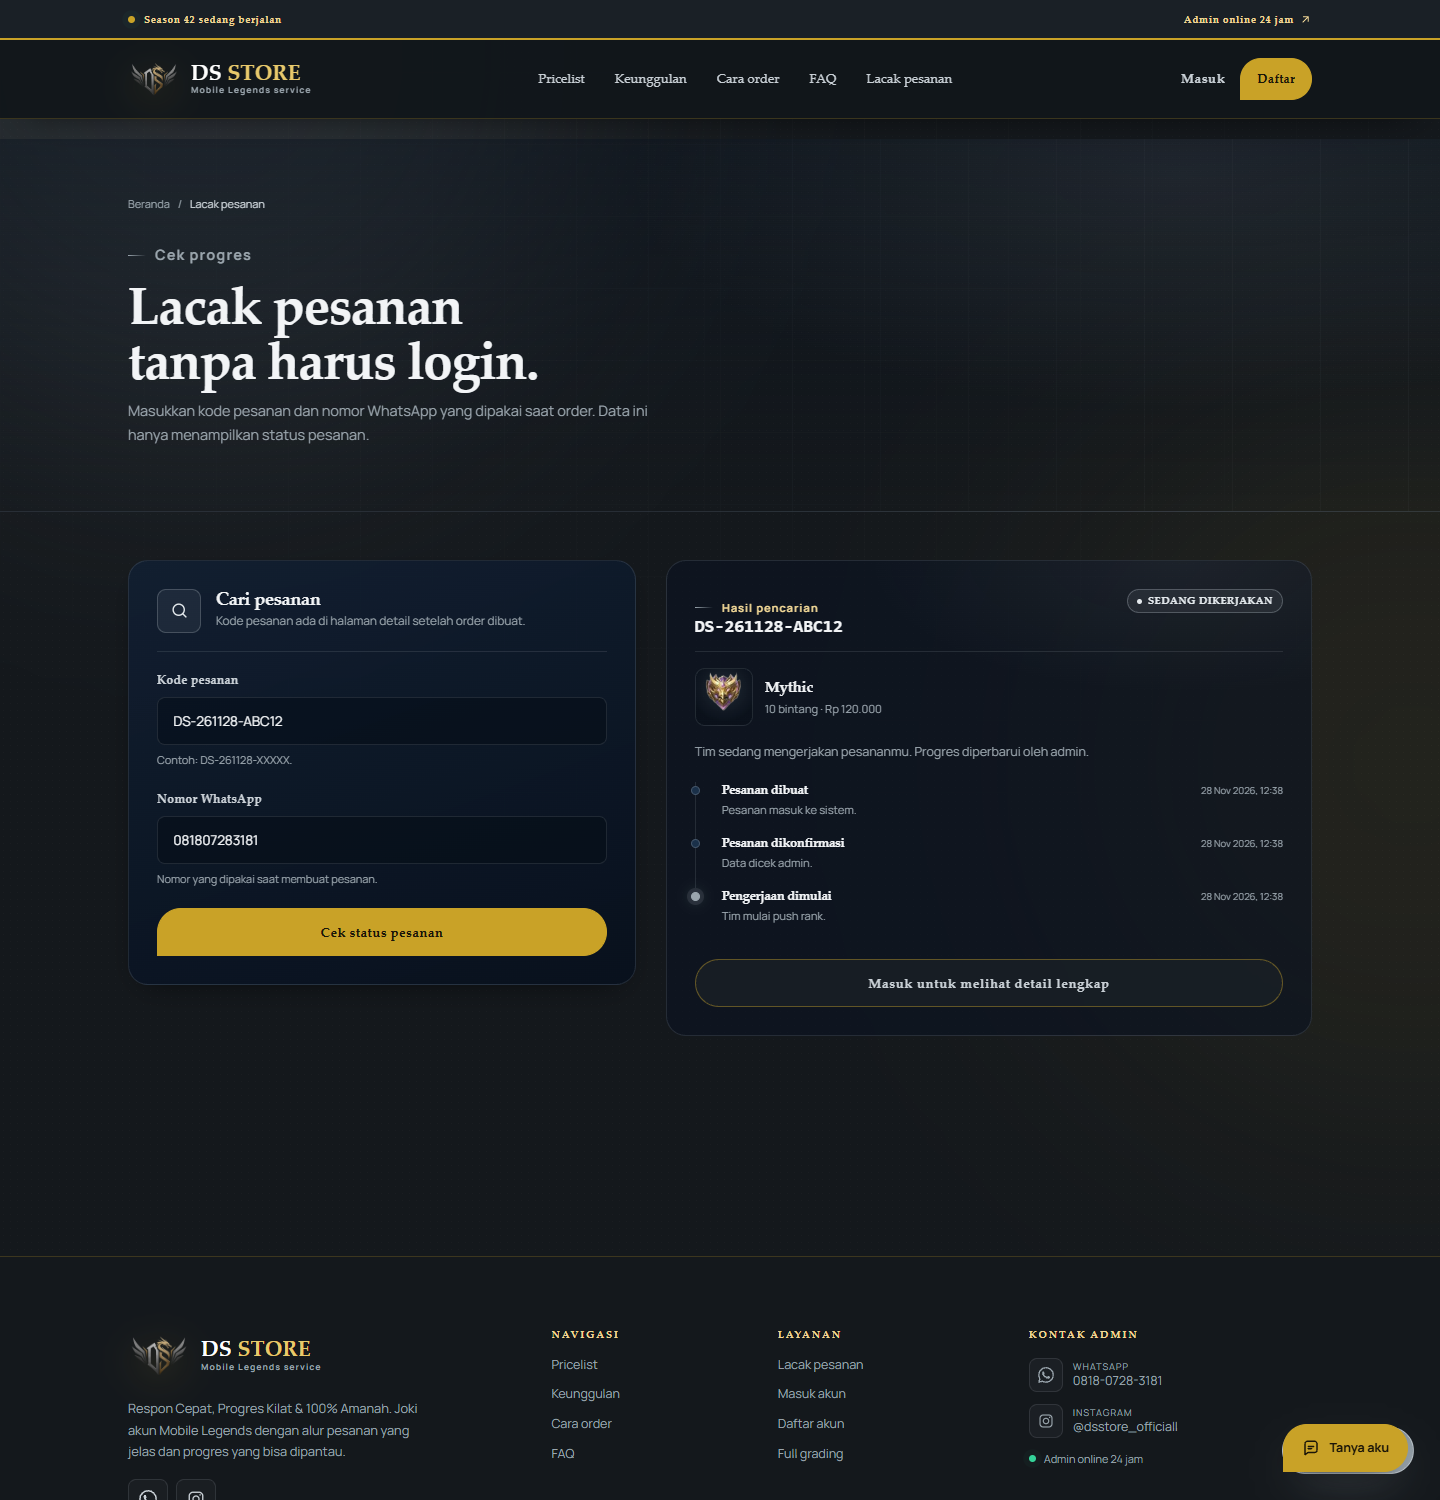 Season 42 sedang berjalan
Admin online 24 jam
DS STORE
Mobile Legends service
Pricelist
Keunggulan
Cara order
FAQ
Lacak pesanan
Masuk
Daftar
Beranda / Lacak pesanan
Cek progres
Lacak pesanan
tanpa harus login.
Masukkan kode pesanan dan nomor WhatsApp yang dipakai saat order. Data ini
hanya menampilkan status pesanan.
Cari pesanan
Kode pesanan ada di halaman detail setelah order dibuat.
Kode pesanan
DS-261128-ABC12
Contoh: DS-261128-XXXXX.
Nomor WhatsApp
081807283181
Nomor yang dipakai saat membuat pesanan.
Cek status pesanan
Hasil pencarian
DS-261128-ABC12
SEDANG DIKERJAKAN
Mythic
10 bintang · Rp 120.000
Tim sedang mengerjakan pesananmu. Progres diperbarui oleh admin.
Pesanan dibuat
28 Nov 2026, 12:38
Pesanan masuk ke sistem.
Pesanan dikonfirmasi
28 Nov 2026, 12:38
Data dicek admin.
Pengerjaan dimulai
28 Nov 2026, 12:38
Tim mulai push rank.
Masuk untuk melihat detail lengkap
DS STORE
Mobile Legends service
Respon Cepat, Progres Kilat & 100% Amanah. Joki
akun Mobile Legends dengan alur pesanan yang
jelas dan progres yang bisa dipantau.
NAVIGASI
Pricelist
Keunggulan
Cara order
FAQ
LAYANAN
Lacak pesanan
Masuk akun
Daftar akun
Full grading
KONTAK ADMIN
WHATSAPP
0818-0728-3181
INSTAGRAM
@dsstore_officiall
Admin online 24 jam
Tanya aku